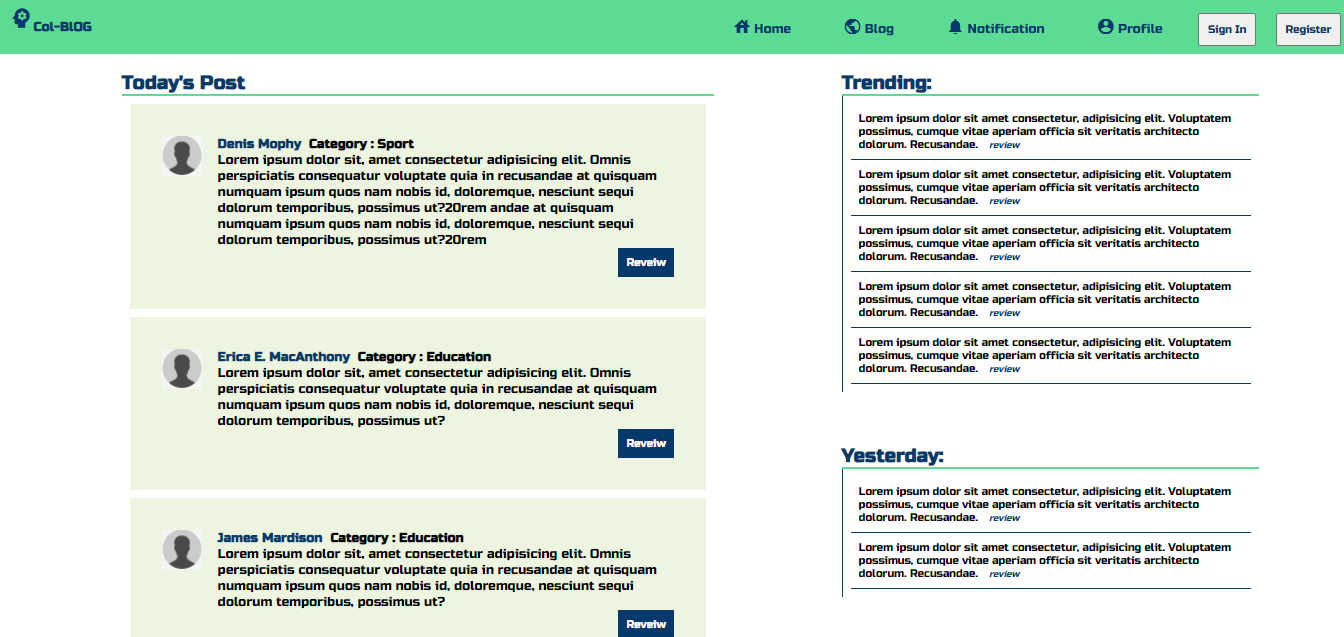 Col-BlOG
Home
Blog
Notification
Profile
Sign In
Register
Today's Post
Denis Mophy Category : Sport
Lorem ipsum dolor sit, amet consectetur adipisicing elit. Omnis
perspiciatis consequatur voluptate quia in recusandae at quisquam
numquam ipsum quos nam nobis id, doloremque, nesciunt sequi
dolorum temporibus, possimus ut?20rem andae at quisquam
numquam ipsum quos nam nobis id, doloremque, nesciunt sequi
dolorum temporibus, possimus ut?20rem
Reveiw
Erica E. MacAnthony Category : Education
Lorem ipsum dolor sit, amet consectetur adipisicing elit. Omnis
perspiciatis consequatur voluptate quia in recusandae at quisquam
numquam ipsum quos nam nobis id, doloremque, nesciunt sequi
dolorum temporibus, possimus ut?
Reveiw
James Mardison Category : Education
Lorem ipsum dolor sit, amet consectetur adipisicing elit. Omnis
perspiciatis consequatur voluptate quia in recusandae at quisquam
numquam ipsum quos nam nobis id, doloremque, nesciunt sequi
dolorum temporibus, possimus ut?
Reveiw
Trending:
Lorem ipsum dolor sit amet consectetur, adipisicing elit. Voluptatem
possimus, cumque vitae aperiam officia sit veritatis architecto
dolorum. Recusandae. review
Lorem ipsum dolor sit amet consectetur, adipisicing elit. Voluptatem
possimus, cumque vitae aperiam officia sit veritatis architecto
dolorum. Recusandae. review
Lorem ipsum dolor sit amet consectetur, adipisicing elit. Voluptatem
possimus, cumque vitae aperiam officia sit veritatis architecto
dolorum. Recusandae. review
Lorem ipsum dolor sit amet consectetur, adipisicing elit. Voluptatem
possimus, cumque vitae aperiam officia sit veritatis architecto
dolorum. Recusandae. review
Lorem ipsum dolor sit amet consectetur, adipisicing elit. Voluptatem
possimus, cumque vitae aperiam officia sit veritatis architecto
dolorum. Recusandae. review
Yesterday:
Lorem ipsum dolor sit amet consectetur, adipisicing elit. Voluptatem
possimus, cumque vitae aperiam officia sit veritatis architecto
dolorum. Recusandae. review
Lorem ipsum dolor sit amet consectetur, adipisicing elit. Voluptatem
possimus, cumque vitae aperiam officia sit veritatis architecto
dolorum. Recusandae. review